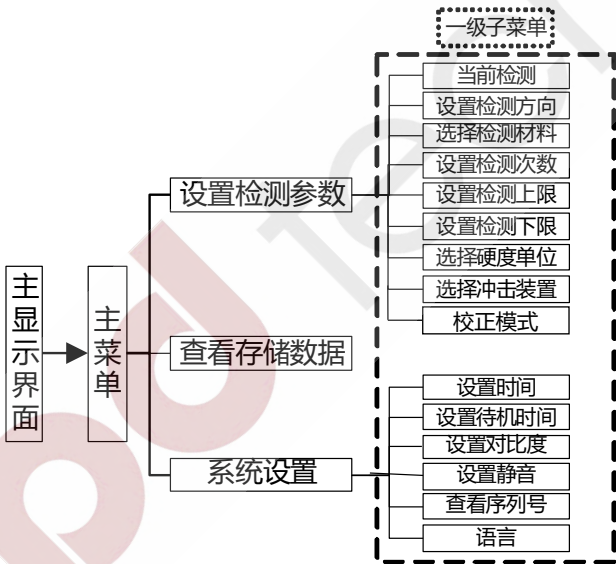 一级子菜单
当前检测
设置检测方向
选择检测材料
设置检测次数
设置检测参数
设置检测上限
设置检测下限
选择硬度单位
选择冲击装置
校正模式
主显示界面
主菜单
查看存储数据
设置时间
设置待机时间
设置对比度
系统设置
设置静音
查看序列号
语言